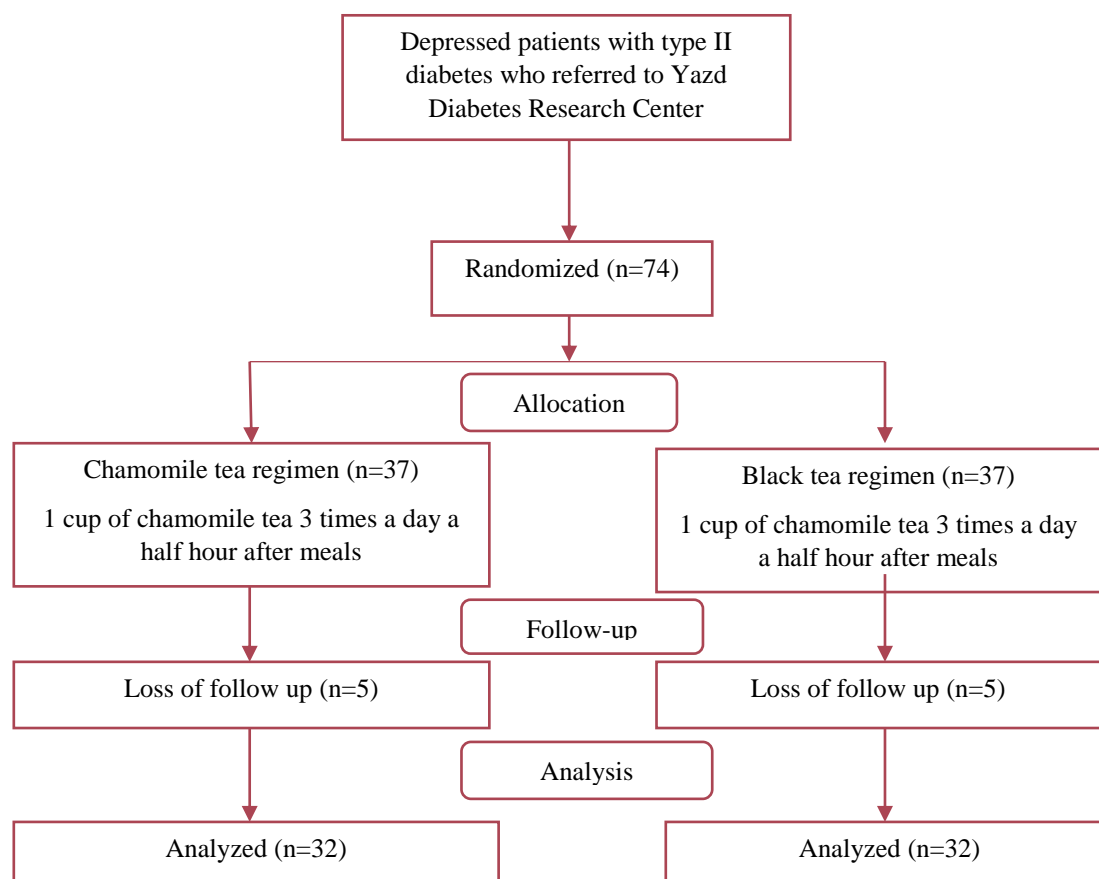 Depressed patients with type II
diabetes who referred to Yazd
Diabetes Research Center
Randomized (n=74)
Allocation
Chamomile tea regimen (n=37)
1 cup of chamomile tea 3 times a day a
half hour after meals
Black tea regimen (n=37)
1 cup of chamomile tea 3 times a day
a half hour after meals
Follow-up
Loss of follow up (n=5)
Loss of follow up (n=5)
Analysis
Analyzed (n=32)
Analyzed (n=32)